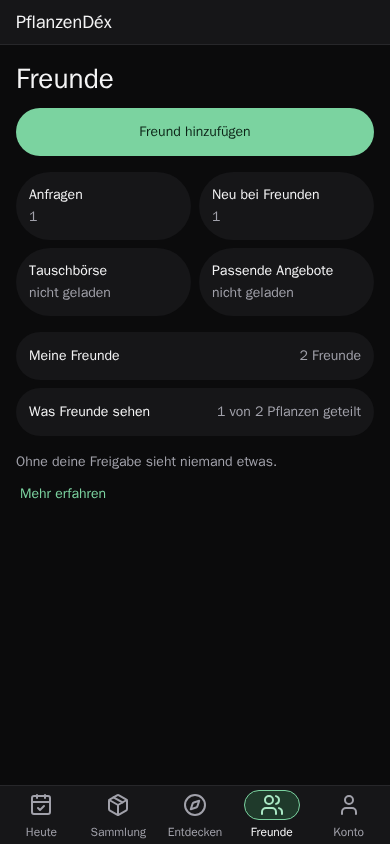 PflanzenDéx
Freunde
Freund hinzufügen
Anfragen
1
Neu bei Freunden
1
Tauschbörse
nicht geladen
Passende Angebote
nicht geladen
Meine Freunde
2 Freunde
Was Freunde sehen
1 von 2 Pflanzen geteilt
Ohne deine Freigabe sieht niemand etwas.
Mehr erfahren
Heute
Sammlung
Entdecken
Freunde
Konto